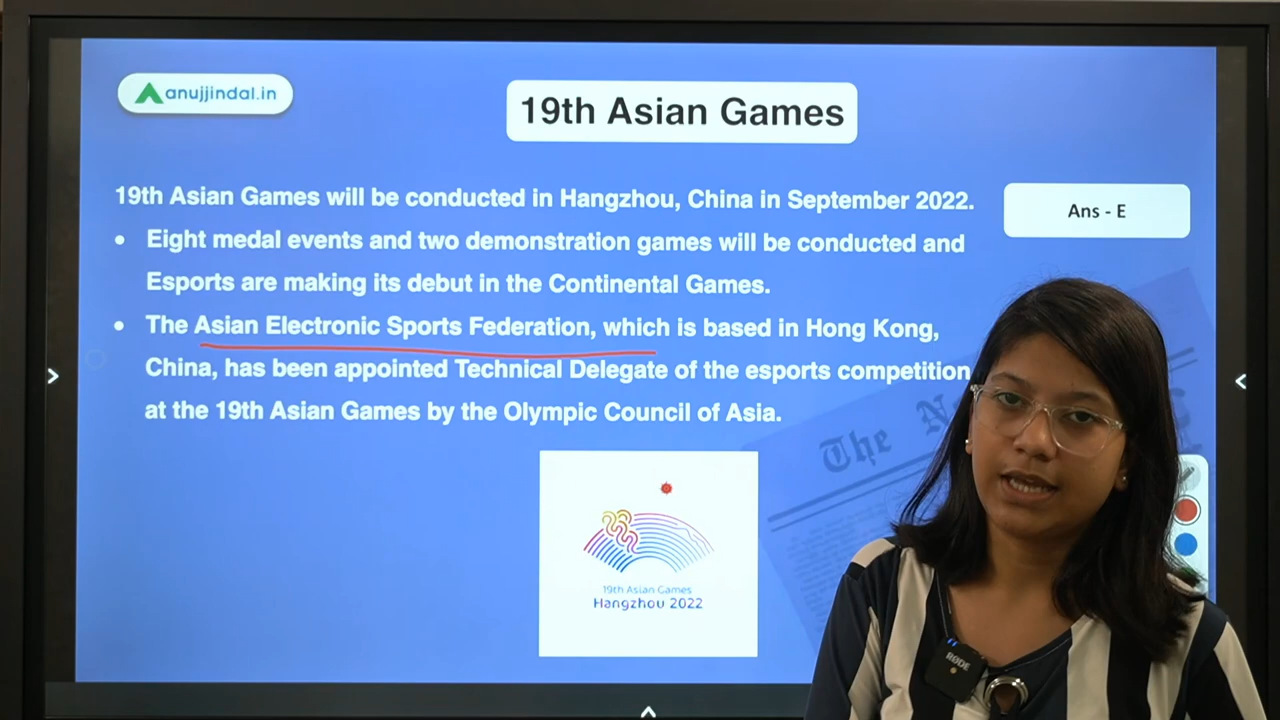 anujjindal.in
19th Asian Games
19th Asian Games will be conducted in Hangzhou, China in September 2022.
Ans - E
• Eight medal events and two demonstration games will be conducted and
Esports are making its debut in the Continental Games.
• The Asian Electronic Sports Federation, which is based in Hong Kong,
China, has been appointed Technical Delegate of the esports competition
at the 19th Asian Games by the Olympic Council of Asia.
The N
19th Asian Games
Hangzhou 2022
RØDE